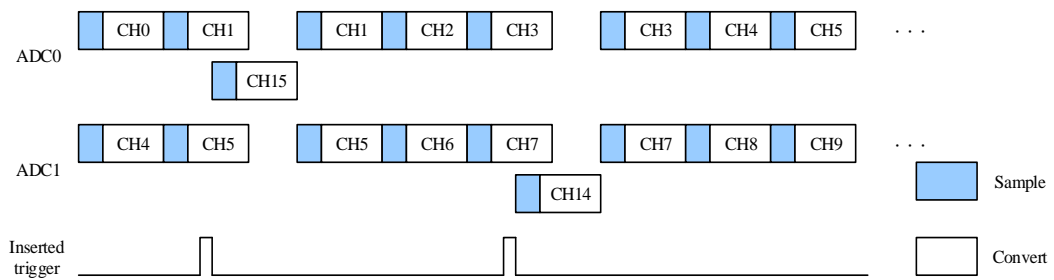 CH0 CH1 CH1 CH2 CH3 CH3 CH4 CH5 . . .
ADC0
CH15
CH4 CH5 CH5 CH6 CH7 CH7 CH8 CH9 . . .
ADC1
CH14
Sample
Inserted
trigger
Convert